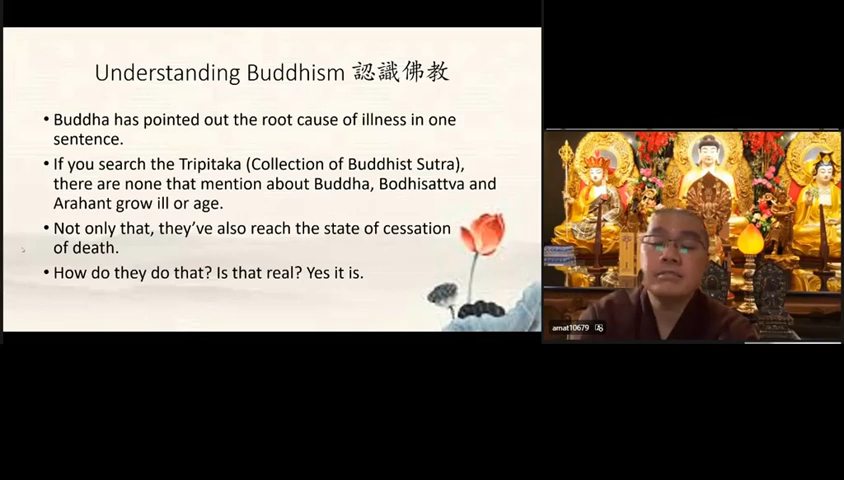 Understanding Buddhism 認識佛教
• Buddha has pointed out the root cause of illness in one
sentence.
• If you search the Tripitaka (Collection of Buddhist Sutra),
there are none that mention about Buddha, Bodhisattva and
Arahant grow ill or age.
• Not only that, they've also reach the state of cessation
of death.
• How do they do that? Is that real? Yes it is.
amat10679